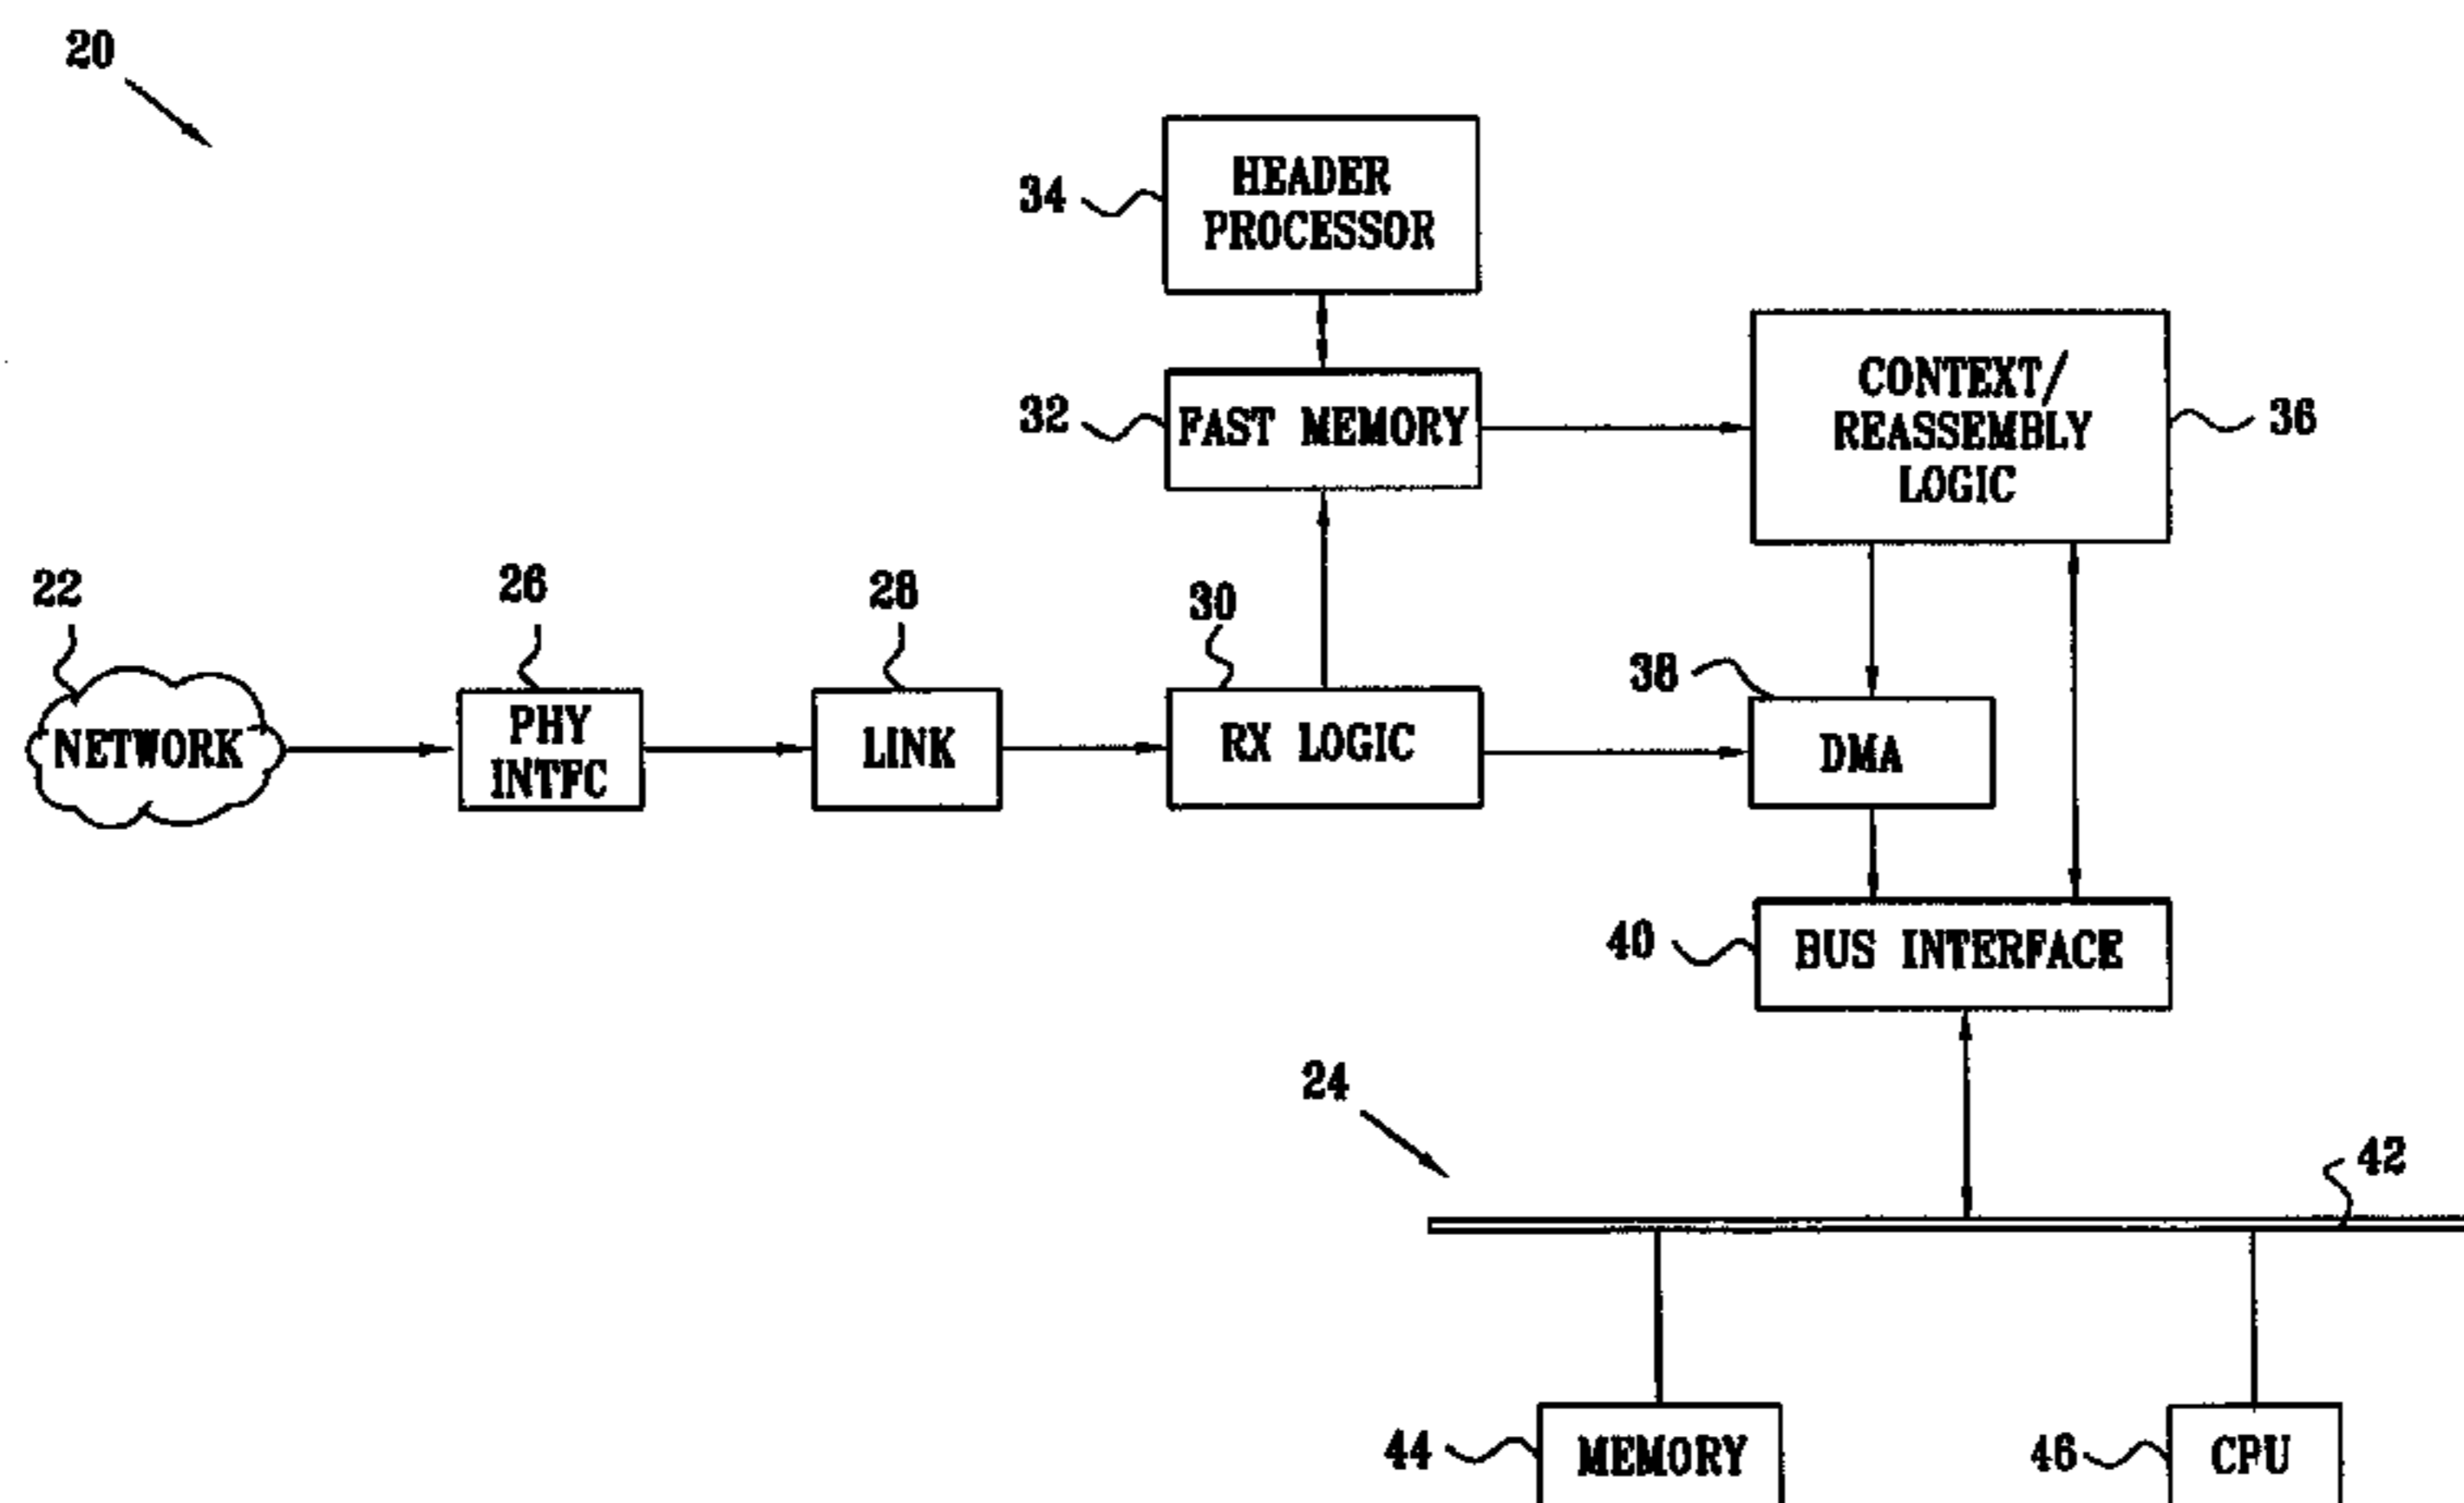 20
HEADER
PROCESSOR
34
FAST MEMORY
32
CONTEXT/
REASSEMBLY
LOGIC
36
22
NETWORK
26
PHY
INTFC
28
LINK
30
RX LOGIC
38
DMA
40
BUS INTERFACE
24
42
44
MEMORY
46
CPU